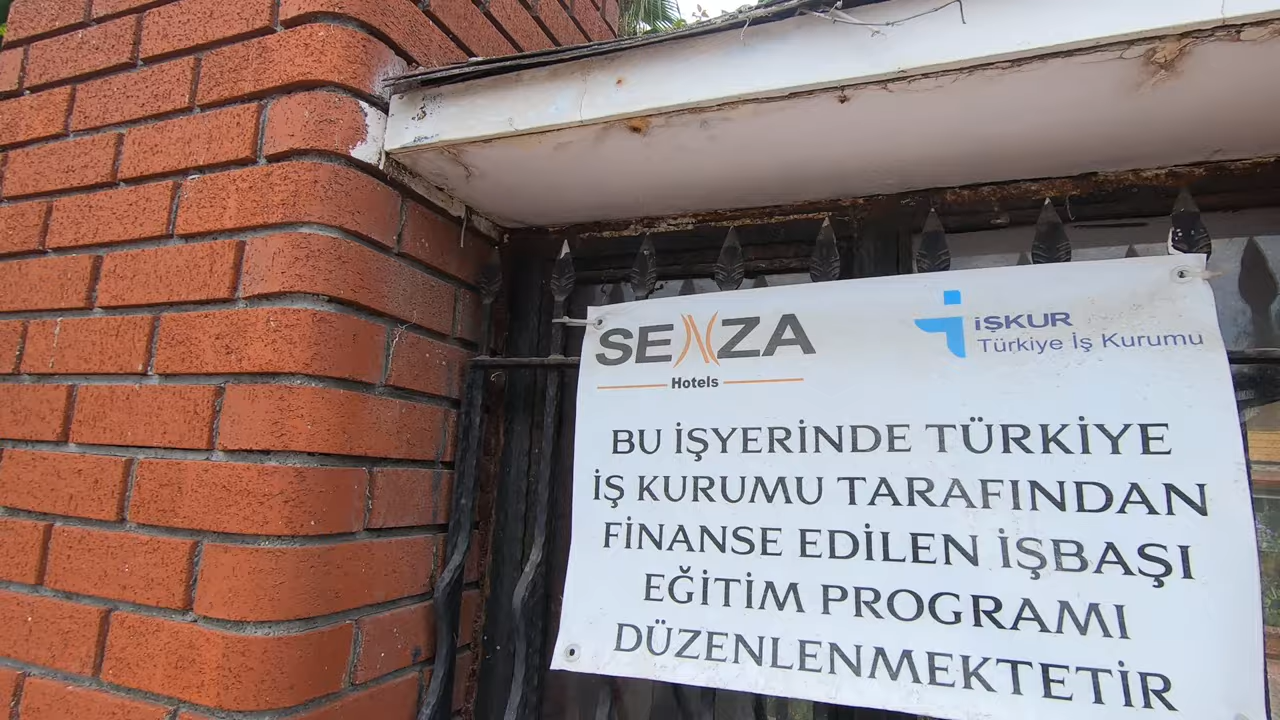 SENZA
Hotels
İŞKUR
Türkiye İş Kurumu
BU İŞYERİNDE TÜRKİYE
İŞ KURUMU TARAFINDAN
FİNANSE EDİLEN İŞBAŞI
EĞİTİM PROGRAMI
DÜZENLENMEKTETİR